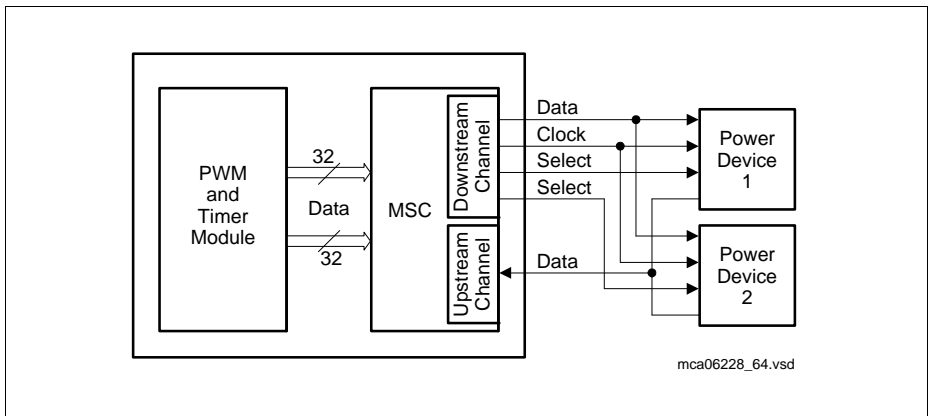 PWM
and
Timer
Module
32
Data
32
MSC
Downstream
Channel
Upstream
Channel
Data
Clock
Select
Select
Data
Power
Device
1
Power
Device
2
mca06228_64.vsd